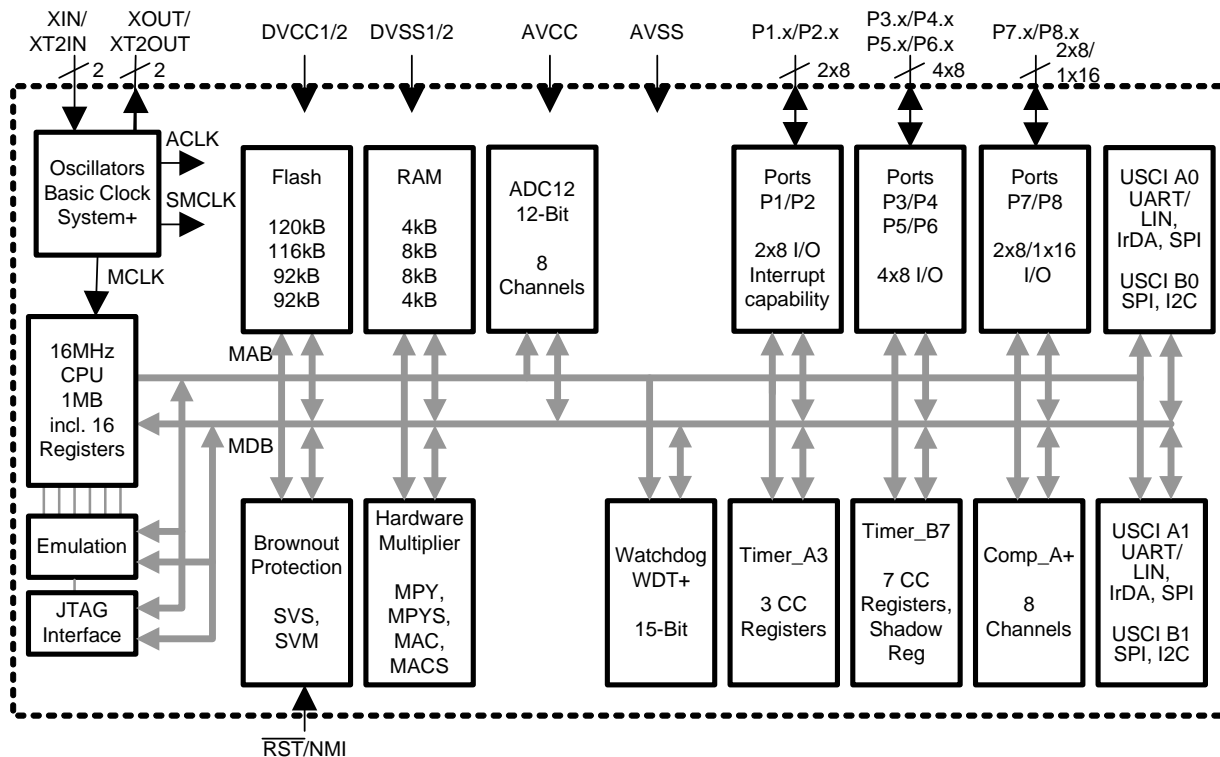 XIN/
XT2IN
2
XOUT/
XT2OUT
2
DVCC1/2
DVSS1/2
AVCC
AVSS
P1.x/P2.x
2x8
P3.x/P4.x
P5.x/P6.x
4x8
P7.x/P8.x
2x8/
1x16
Oscillators
Basic Clock
System+
ACLK
SMCLK
MCLK
Flash
120kB
116kB
92kB
92kB
RAM
4kB
8kB
8kB
4kB
ADC12
12-Bit
8
Channels
Ports
P1/P2
2x8 I/O
Interrupt
capability
Ports
P3/P4
P5/P6
4x8 I/O
Ports
P7/P8
2x8/1x16
I/O
USCI A0
UART/
LIN,
IrDA, SPI
USCI B0
SPI, I2C
16MHz
CPU
1MB
incl. 16
Registers
MAB
MDB
Emulation
JTAG
Interface
Brownout
Protection
SVS,
SVM
Hardware
Multiplier
MPY,
MPYS,
MAC,
MACS
Watchdog
WDT+
15-Bit
Timer_A3
3 CC
Registers
Timer_B7
7 CC
Registers,
Shadow
Reg
Comp_A+
8
Channels
USCI A1
UART/
LIN,
IrDA, SPI
USCI B1
SPI, I2C
RST/NMI